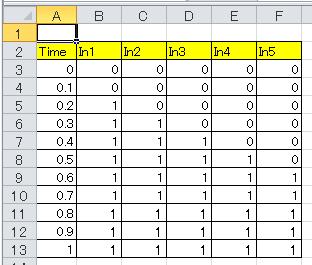 A B C D E F
1
2 Time In1 In2 In3 In4 In5
3 0 0 0 0 0 0
4 0.1 0 0 0 0 0
5 0.2 1 0 0 0 0
6 0.3 1 1 0 0 0
7 0.4 1 1 1 0 0
8 0.5 1 1 1 1 0
9 0.6 1 1 1 1 1
10 0.7 1 1 1 1 1
11 0.8 1 1 1 1 1
12 0.9 1 1 1 1 1
13 1 1 1 1 1 1